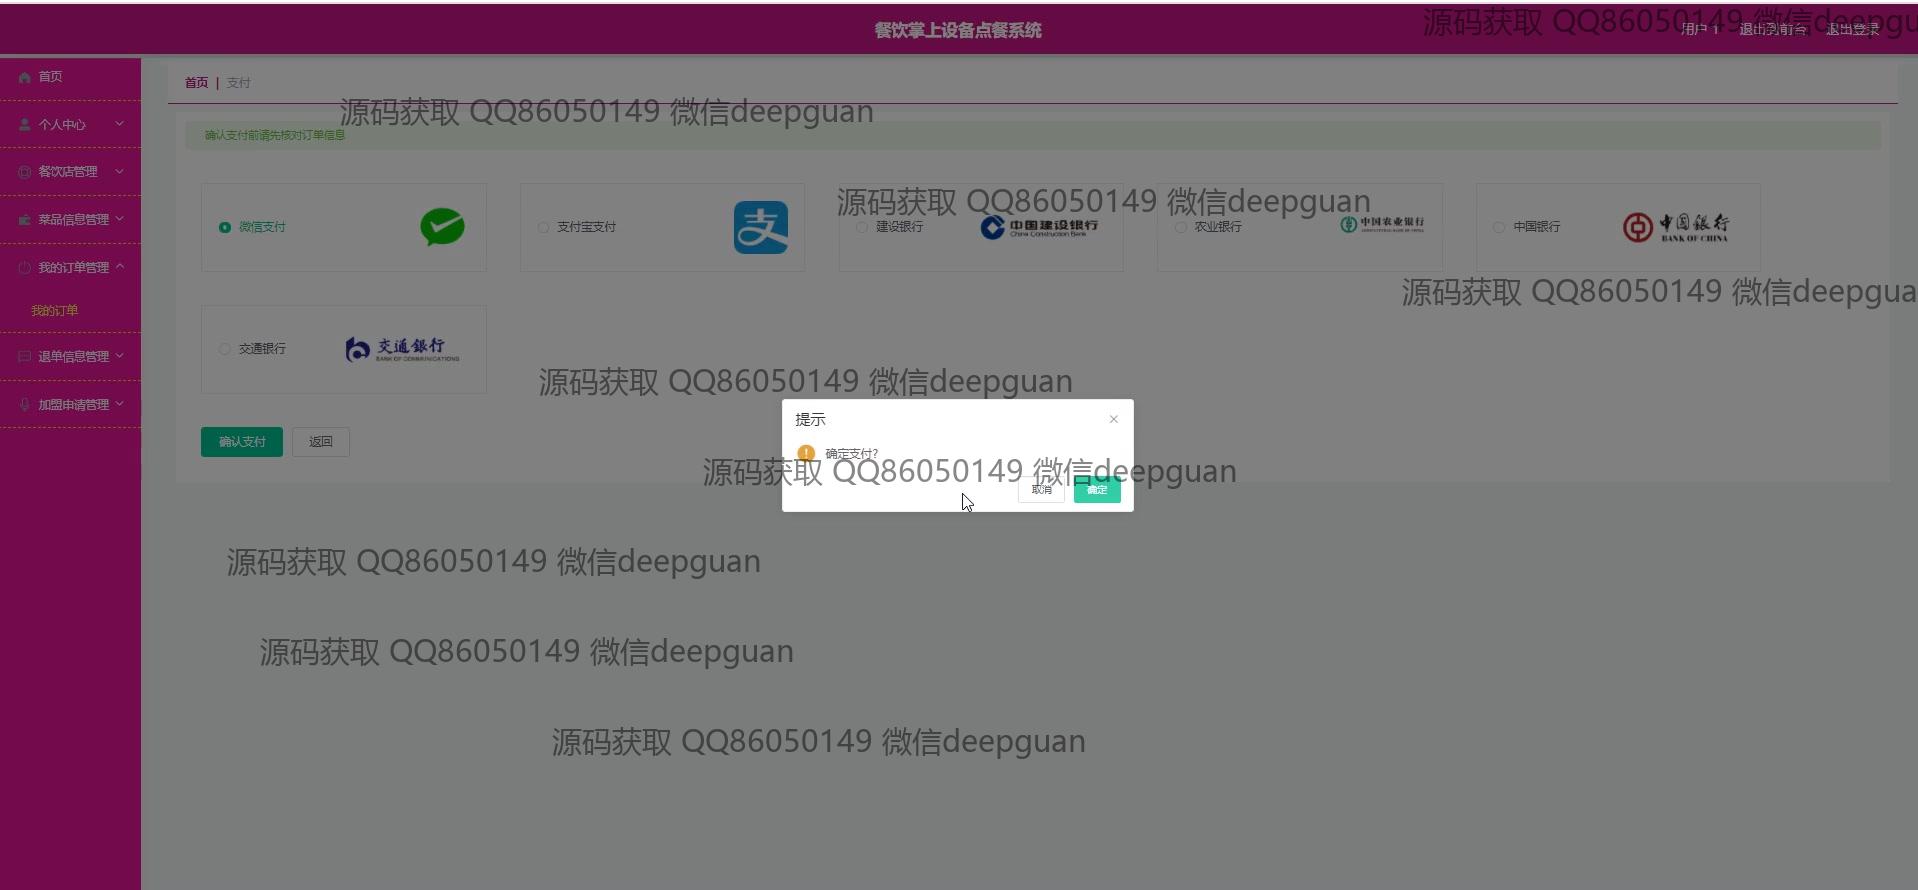 餐饮掌上设备点餐系统
用户 1 退出到前台 退出登录
源码获取 QQ86050149 微信deepgu
首页
个人中心
餐饮店管理
菜品信息管理
我的订单管理
我的订单
退单信息管理
加盟申请管理
首页 | 支付
源码获取 QQ86050149 微信deepguan
确认支付前请先核对订单信息
源码获取 QQ86050149 微信deepguan
微信支付
支付宝支付
支
建设银行
中国建设银行
China Construction Bank
农业银行
中国农业银行
AGRICULTURAL BANK OF CHINA
中国银行
中国银行
BANK OF CHINA
源码获取 QQ86050149 微信deepgua
交通银行
交通银行
BANK OF COMMUNICATIONS
源码获取 QQ86050149 微信deepguan
确认支付 返回
提示
确定支付?
源码获取 QQ86050149 微信deepguan
取消 确定
源码获取 QQ86050149 微信deepguan
源码获取 QQ86050149 微信deepguan
源码获取 QQ86050149 微信deepguan